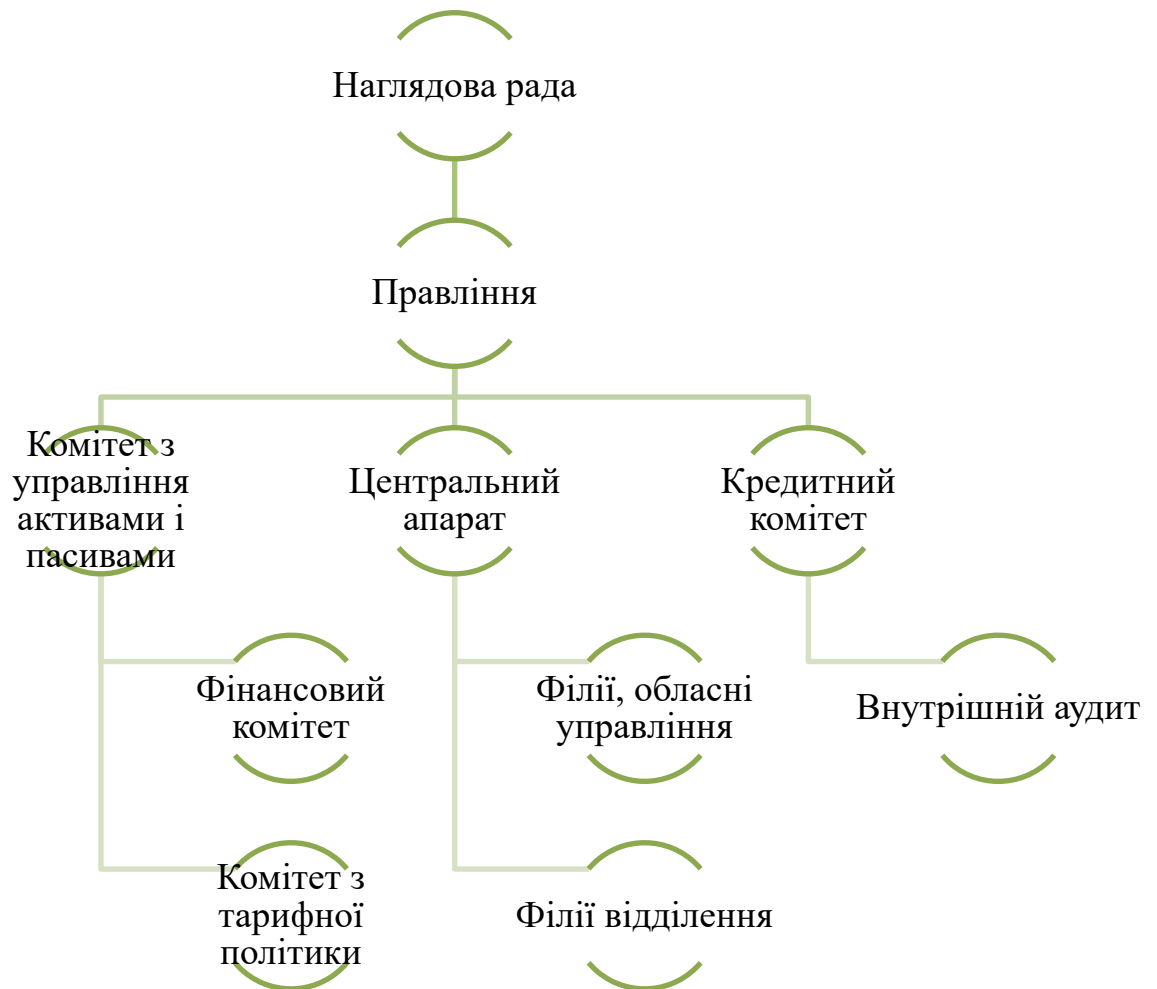 Наглядова рада
Правління
Комітет з
управління
активами і
пасивами
Центральний
апарат
Кредитний
комітет
Фінансовий
комітет
Філії, обласні
управління
Внутрішній аудит
Комітет з
тарифної
політики
Філії відділення